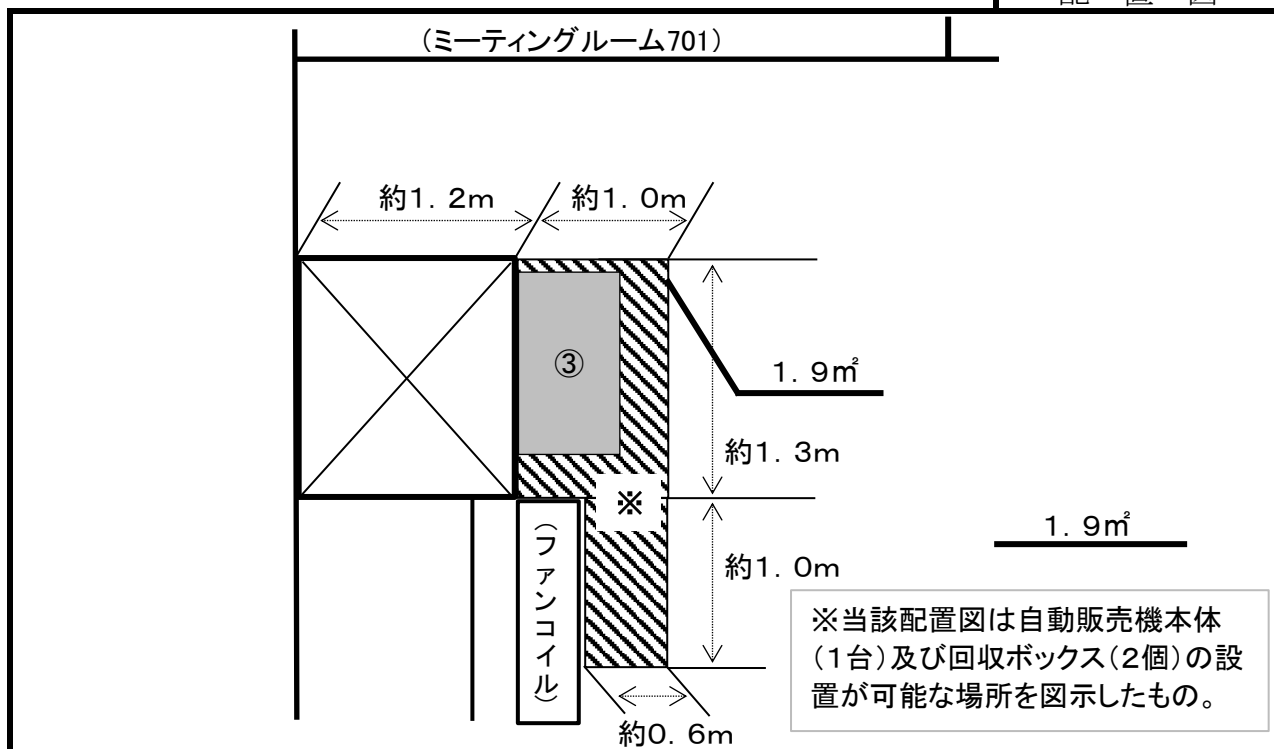 配 置 図
(ミーティングルーム701)
約1．2m
約1．0m
③
1．9㎡
約1．3m
※
(ファンコイル)
約1．0m
1．9㎡
※当該配置図は自動販売機本体
(1台)及び回収ボックス(2個)の設
置が可能な場所を図示したもの。
約0．6m